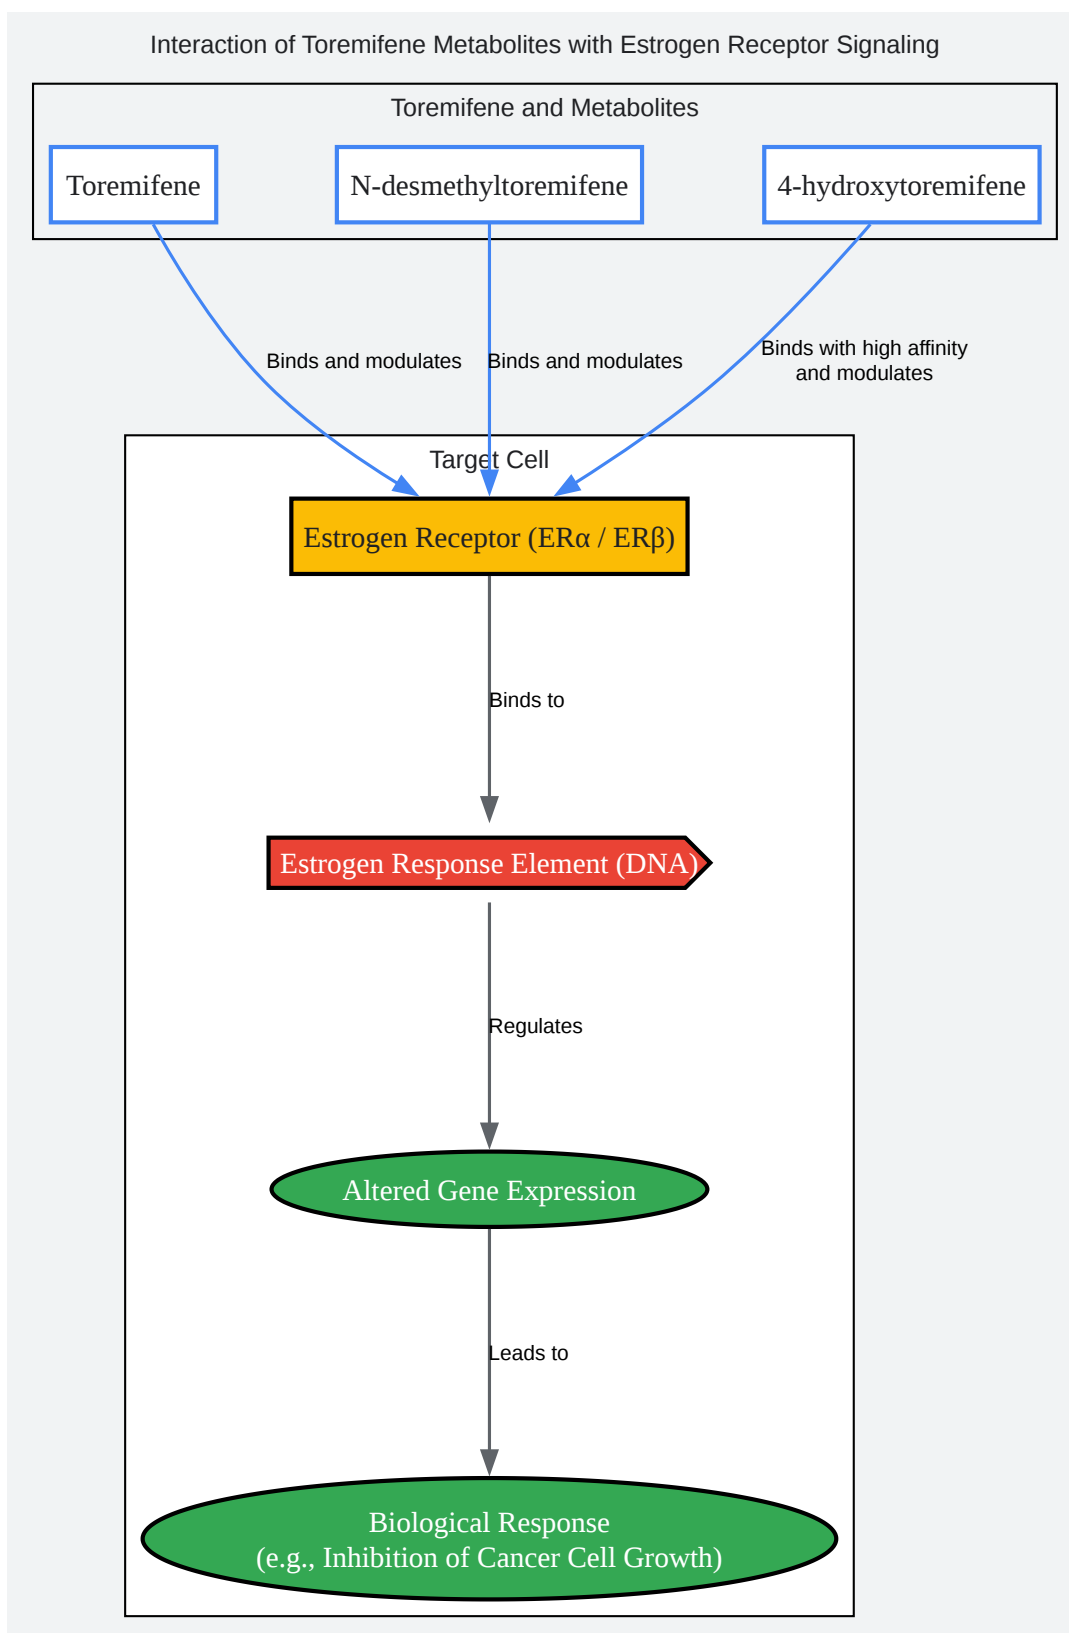 Interaction of Toremifene Metabolites with Estrogen Receptor Signaling
Toremifene and Metabolites
Toremifene
N-desmethyltoremifene
4-hydroxytoremifene
Binds and modulates
Binds and modulates
Binds with high affinity
and modulates
Target Cell
Estrogen Receptor (ERα / ERβ)
Binds to
Estrogen Response Element (DNA)
Regulates
Altered Gene Expression
Leads to
Biological Response
(e.g., Inhibition of Cancer Cell Growth)